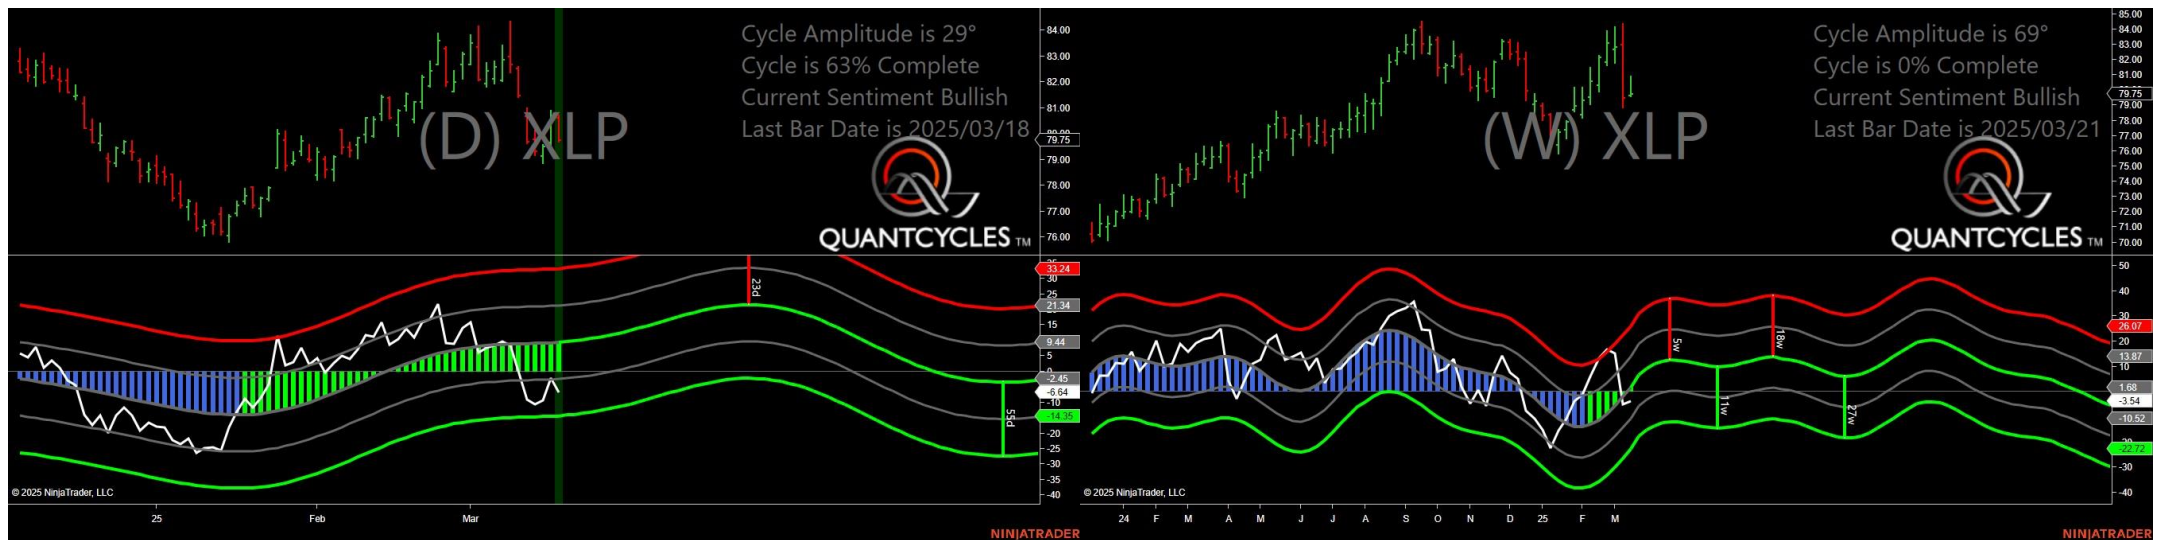 Cycle Amplitude is 29°
Cycle is 63% Complete
Current Sentiment Bullish
Last Bar Date is 2025/03/18
(D) XLP
QUANTCYCLES TM
84.00
83.00
82.00
81.00
80.00
79.75
79.00
78.00
77.00
76.00
33.24
30
25
21.34
15
9.44
5
0
-2.45
-6.64
-10
-14.35
-20
-25
-30
-35
-40
23d
55d
© 2025 NinjaTrader, LLC
25 Feb Mar
NINJATRADER
Cycle Amplitude is 69°
Cycle is 0% Complete
Current Sentiment Bullish
Last Bar Date is 2025/03/21
(W) XLP
QUANTCYCLES TM
85.00
84.00
83.00
82.00
81.00
79.75
79.00
78.00
77.00
76.00
75.00
74.00
73.00
72.00
71.00
70.00
50
40
30
26.07
20
13.87
10
1.68
-3.54
-10.52
-20
-22.72
-30
-40
5w
18w
11w
27w
© 2025 NinjaTrader, LLC
24 F M A M J J A S O N D 25 F M
NINJATRADER